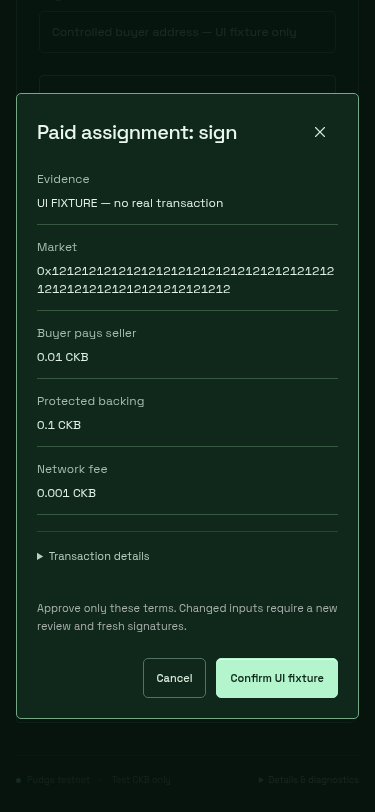 Controlled buyer address — UI fixture only
Paid assignment: sign
Evidence
UI FIXTURE — no real transaction
Market
0x12121212121212121212121212121212121212
12121212121212121212121212
Buyer pays seller
0.01 CKB
Protected backing
0.1 CKB
Network fee
0.001 CKB
Transaction details
Approve only these terms. Changed inputs require a new
review and fresh signatures.
Cancel
Confirm UI fixture
Pudge testnet
Test CKB only
Details & diagnostics